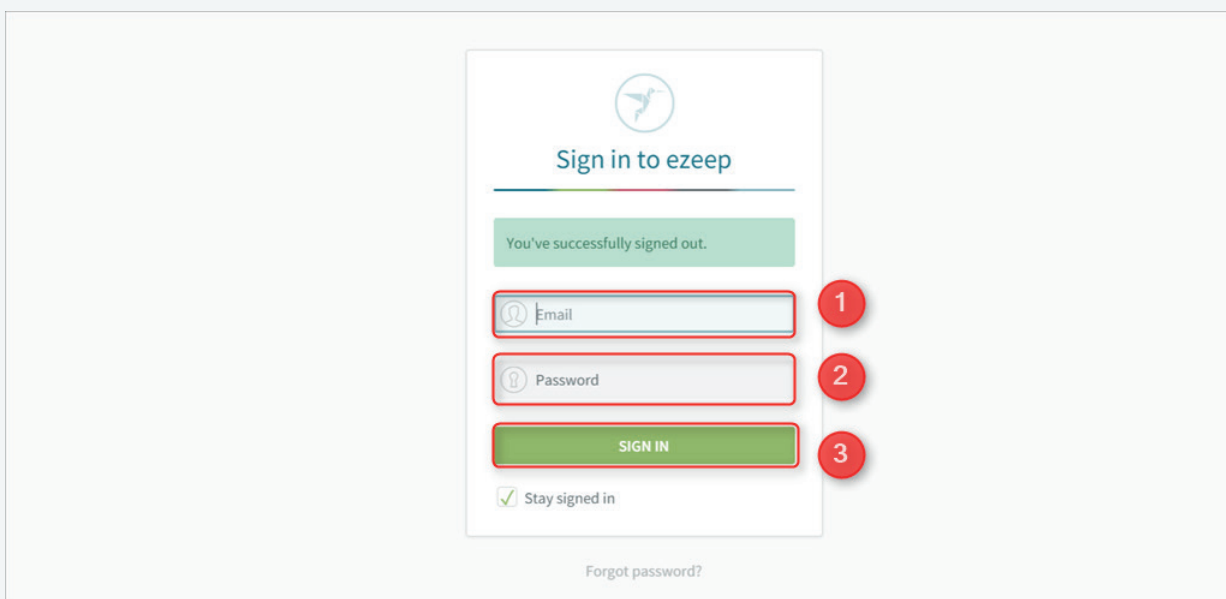 Sign in to ezeep
You've successfully signed out.
Email
1
Password
2
SIGN IN
3
Stay signed in
Forgot password?